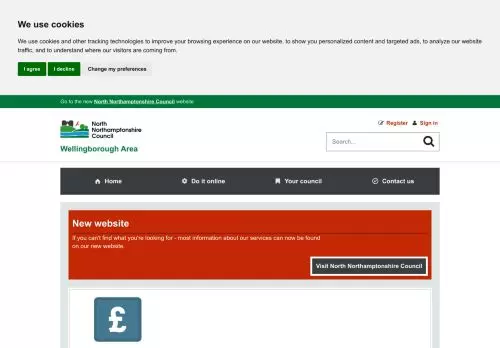 We use cookies
We use cookies and other tracking technologies to improve your browsing experience on our website, to show you personalized content and targeted ads, to analyze our website
traffic, and to understand where our visitors are coming from.
I agree I decline Change my preferences
Go to the new North Northamptonshire Council website
North
Northamptonshire
Council
Register Sign in
Wellingborough Area
Search...
Home Do it online Your council Contact us
New website
If you can't find what you're looking for - most information about our services can now be found
on our new website.
Visit North Northamptonshire Council
£